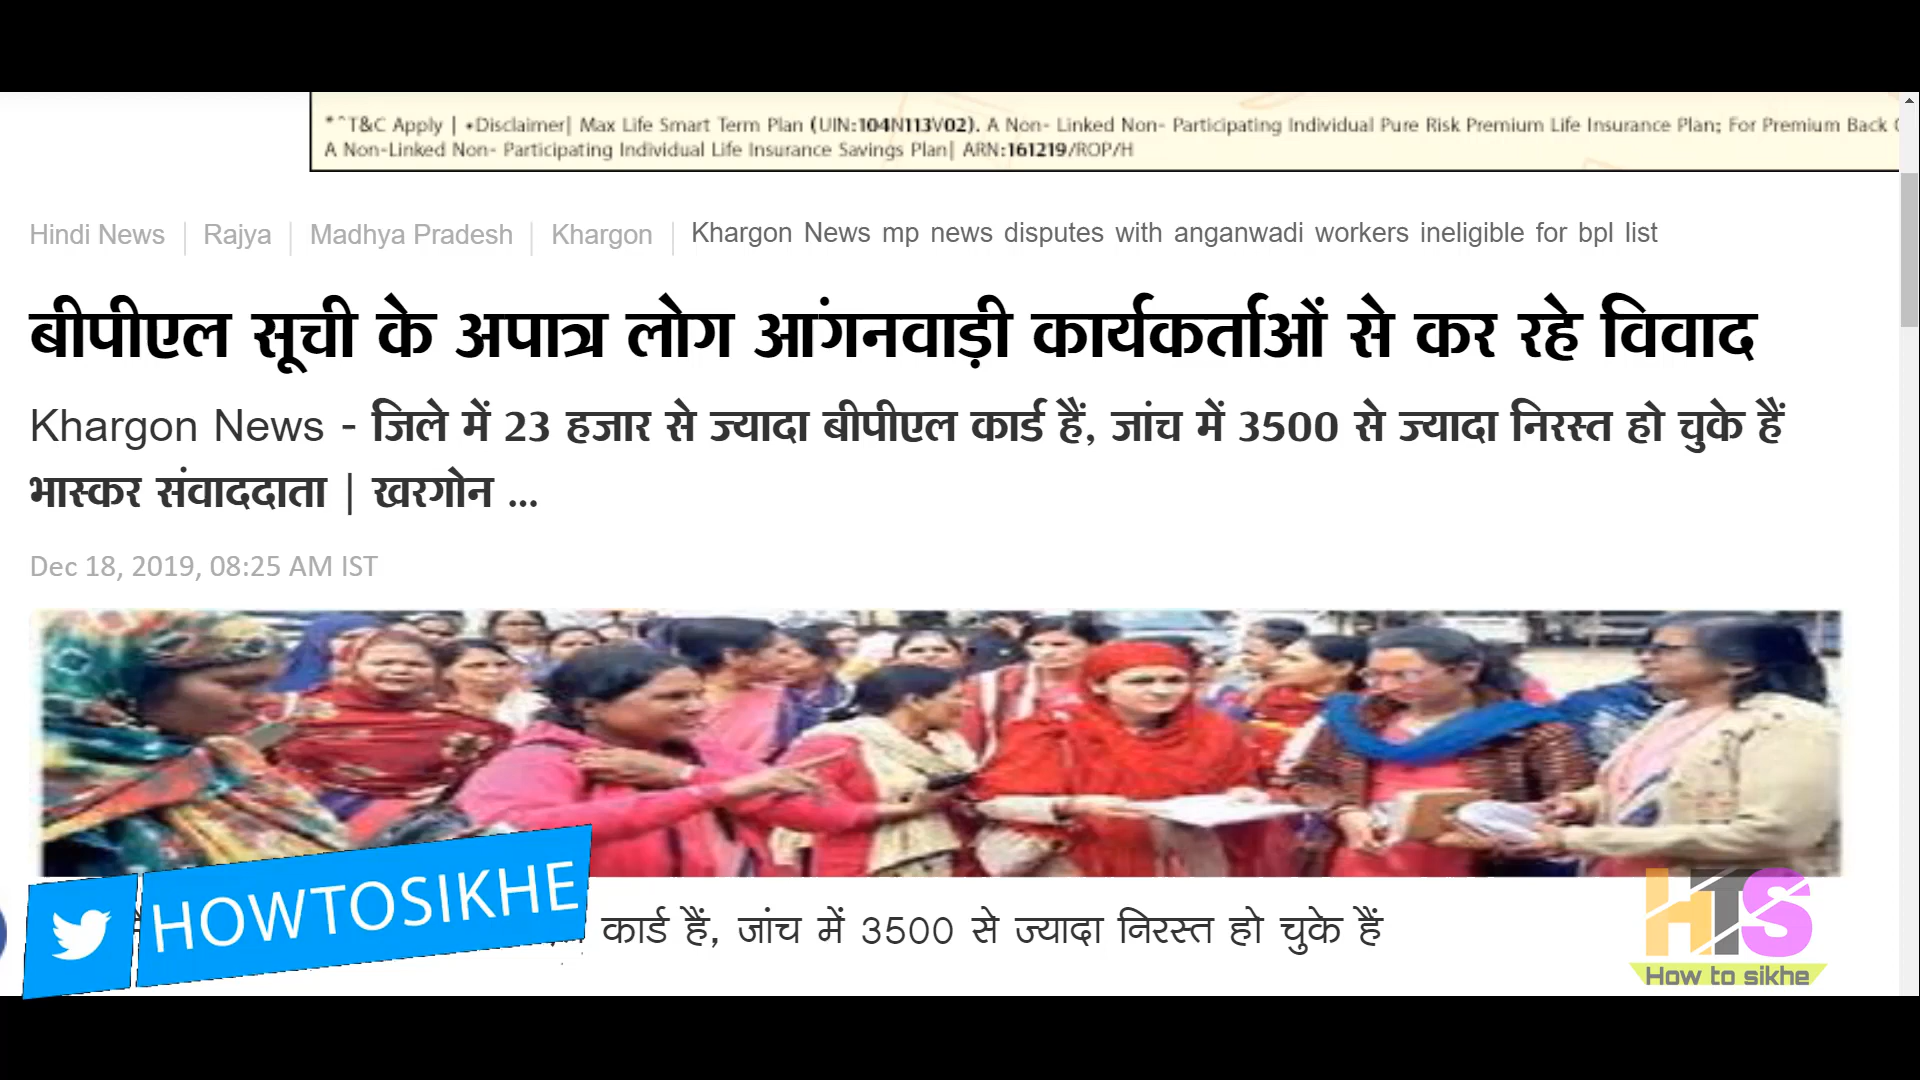 *^T&C Apply | *Disclaimer| Max Life Smart Term Plan (UIN:104N113V02). A Non- Linked Non- Participating Individual Pure Risk Premium Life Insurance Plan; For Premium Back
A Non-Linked Non- Participating Individual Life Insurance Savings Plan| ARN:161219/ROP/H
Hindi News | Rajya | Madhya Pradesh | Khargon | Khargon News mp news disputes with anganwadi workers ineligible for bpl list
बीपीएल सूची के अपात्र लोग आंगनवाड़ी कार्यकर्ताओं से कर रहे विवाद
Khargon News - जिले में 23 हजार से ज्यादा बीपीएल कार्ड हैं, जांच में 3500 से ज्यादा निरस्त हो चुके हैं
भास्कर संवाददाता | खरगोन ...
Dec 18, 2019, 08:25 AM IST
HOWTOSIKHE
कार्ड हैं, जांच में 3500 से ज्यादा निरस्त हो चुके हैं
HTS
How to sikhe